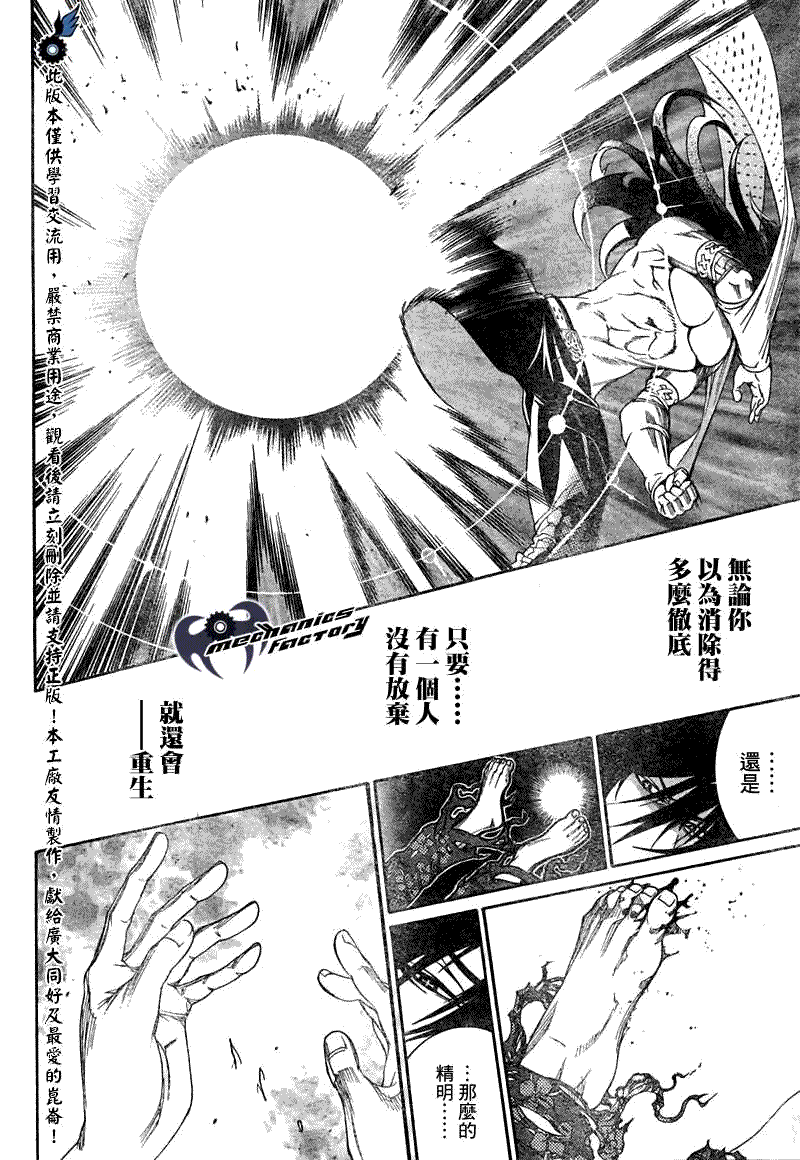 無論你
以為消除得
多麼徹底
只要……
有一個人
沒有放棄
就還會
——重生
……
還是
…那麼的
精明……
mechanics
factory
此版本僅供學習交流用，嚴禁商業用途，觀看後請立刻刪除並請支持正版！本工廠友情製作，獻給廣大同好及最愛的崑崙！